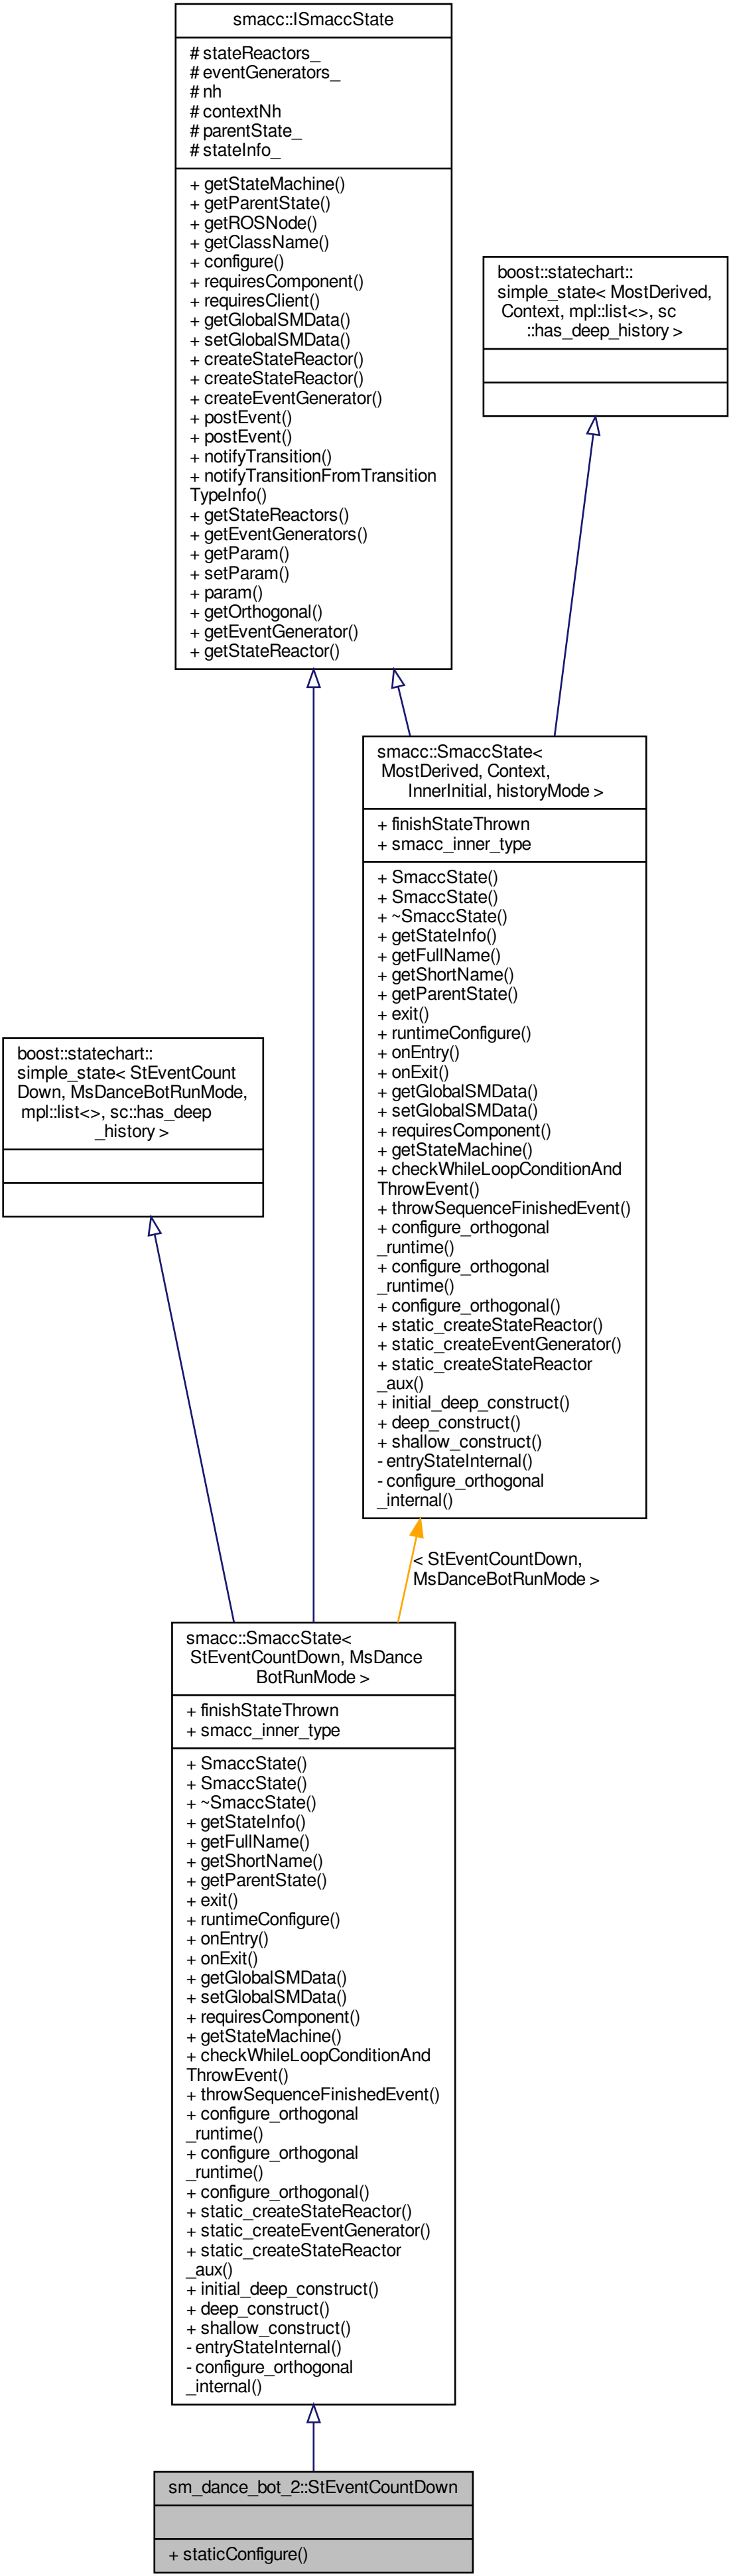 smacc::ISmaccState
# stateReactors_
# eventGenerators_
# nh
# contextNh
# parentState_
# stateInfo_
+ getStateMachine()
+ getParentState()
+ getROSNode()
+ getClassName()
+ configure()
+ requiresComponent()
+ requiresClient()
+ getGlobalSMData()
+ setGlobalSMData()
+ createStateReactor()
+ createStateReactor()
+ createEventGenerator()
+ postEvent()
+ postEvent()
+ notifyTransition()
+ notifyTransitionFromTransition
TypeInfo()
+ getStateReactors()
+ getEventGenerators()
+ getParam()
+ setParam()
+ param()
+ getOrthogonal()
+ getEventGenerator()
+ getStateReactor()
boost::statechart::
simple_state< MostDerived,
Context, mpl::list<>, sc
::has_deep_history >
smacc::SmaccState<
MostDerived, Context,
InnerInitial, historyMode >
+ finishStateThrown
+ smacc_inner_type
+ SmaccState()
+ SmaccState()
+ ~SmaccState()
+ getStateInfo()
+ getFullName()
+ getShortName()
+ getParentState()
+ exit()
+ runtimeConfigure()
+ onEntry()
+ onExit()
+ getGlobalSMData()
+ setGlobalSMData()
+ requiresComponent()
+ getStateMachine()
+ checkWhileLoopConditionAnd
ThrowEvent()
+ throwSequenceFinishedEvent()
+ configure_orthogonal
_runtime()
+ configure_orthogonal
_runtime()
+ configure_orthogonal()
+ static_createStateReactor()
+ static_createEventGenerator()
+ static_createStateReactor
_aux()
+ initial_deep_construct()
+ deep_construct()
+ shallow_construct()
- entryStateInternal()
- configure_orthogonal
_internal()
boost::statechart::
simple_state< StEventCount
Down, MsDanceBotRunMode,
mpl::list<>, sc::has_deep
_history >
< StEventCountDown,
MsDanceBotRunMode >
smacc::SmaccState<
StEventCountDown, MsDance
BotRunMode >
+ finishStateThrown
+ smacc_inner_type
+ SmaccState()
+ SmaccState()
+ ~SmaccState()
+ getStateInfo()
+ getFullName()
+ getShortName()
+ getParentState()
+ exit()
+ runtimeConfigure()
+ onEntry()
+ onExit()
+ getGlobalSMData()
+ setGlobalSMData()
+ requiresComponent()
+ getStateMachine()
+ checkWhileLoopConditionAnd
ThrowEvent()
+ throwSequenceFinishedEvent()
+ configure_orthogonal
_runtime()
+ configure_orthogonal
_runtime()
+ configure_orthogonal()
+ static_createStateReactor()
+ static_createEventGenerator()
+ static_createStateReactor
_aux()
+ initial_deep_construct()
+ deep_construct()
+ shallow_construct()
- entryStateInternal()
- configure_orthogonal
_internal()
sm_dance_bot_2::StEventCountDown
+ staticConfigure()